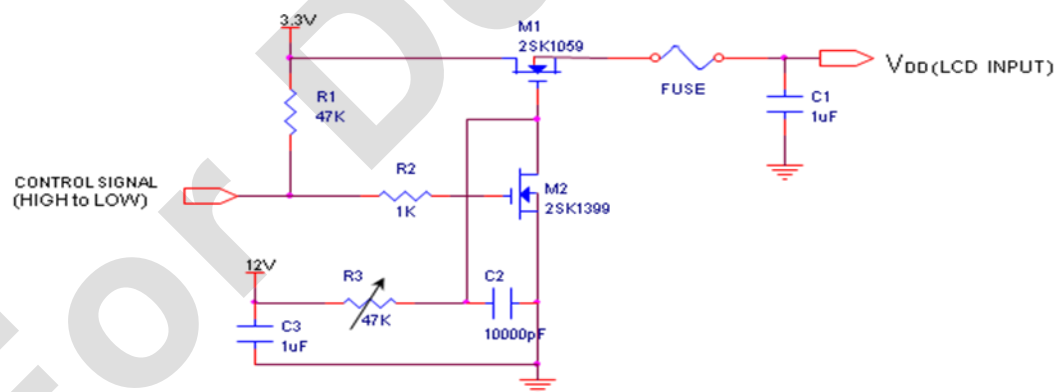 3.3V
M1
2SK1059
FUSE
VDD(LCD INPUT)
R1
47K
C1
1uF
R2
1K
CONTROL SIGNAL
(HIGH to LOW)
M2
2SK1399
12V
R3
47K
C2
10000pF
C3
1uF
For D